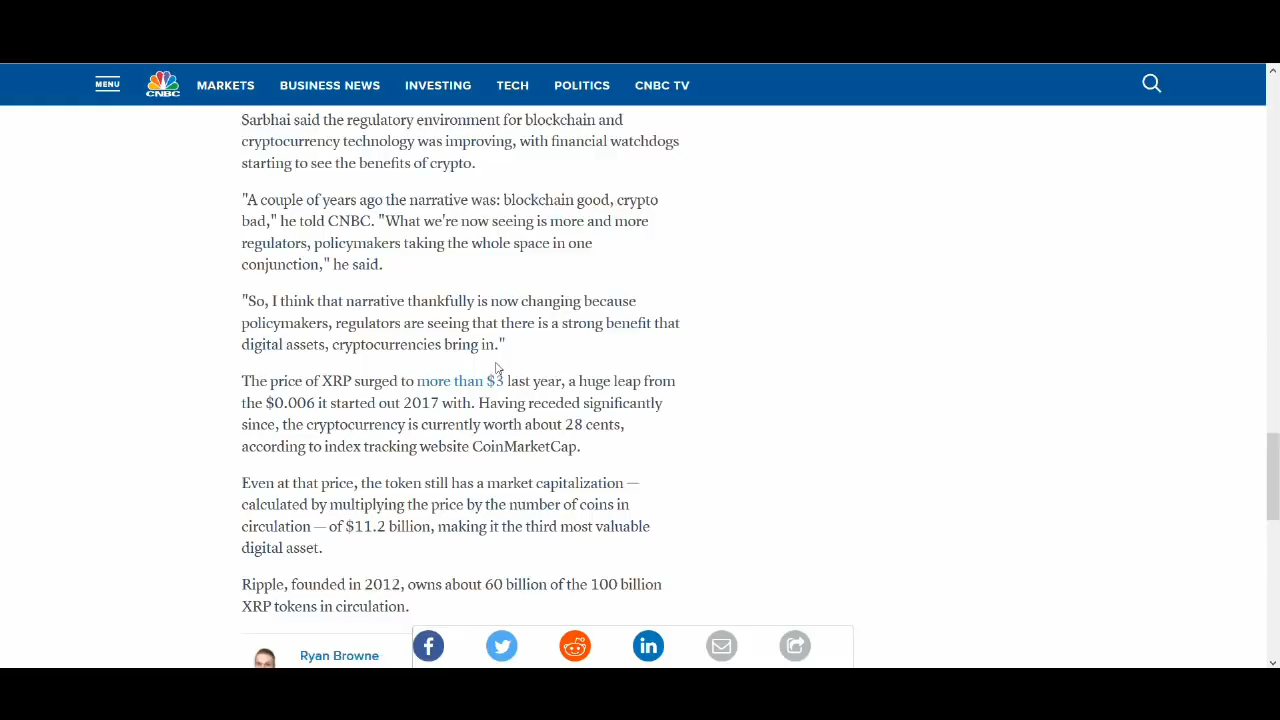 MENU
CNBC
MARKETS BUSINESS NEWS INVESTING TECH POLITICS CNBC TV
Sarbhai said the regulatory environment for blockchain and
cryptocurrency technology was improving, with financial watchdogs
starting to see the benefits of crypto.
"A couple of years ago the narrative was: blockchain good, crypto
bad," he told CNBC. "What we're now seeing is more and more
regulators, policymakers taking the whole space in one
conjunction," he said.
"So, I think that narrative thankfully is now changing because
policymakers, regulators are seeing that there is a strong benefit that
digital assets, cryptocurrencies bring in."
The price of XRP surged to more than $3 last year, a huge leap from
the $0.006 it started out 2017 with. Having receded significantly
since, the cryptocurrency is currently worth about 28 cents,
according to index tracking website CoinMarketCap.
Even at that price, the token still has a market capitalization —
calculated by multiplying the price by the number of coins in
circulation — of $11.2 billion, making it the third most valuable
digital asset.
Ripple, founded in 2012, owns about 60 billion of the 100 billion
XRP tokens in circulation.
Ryan Browne